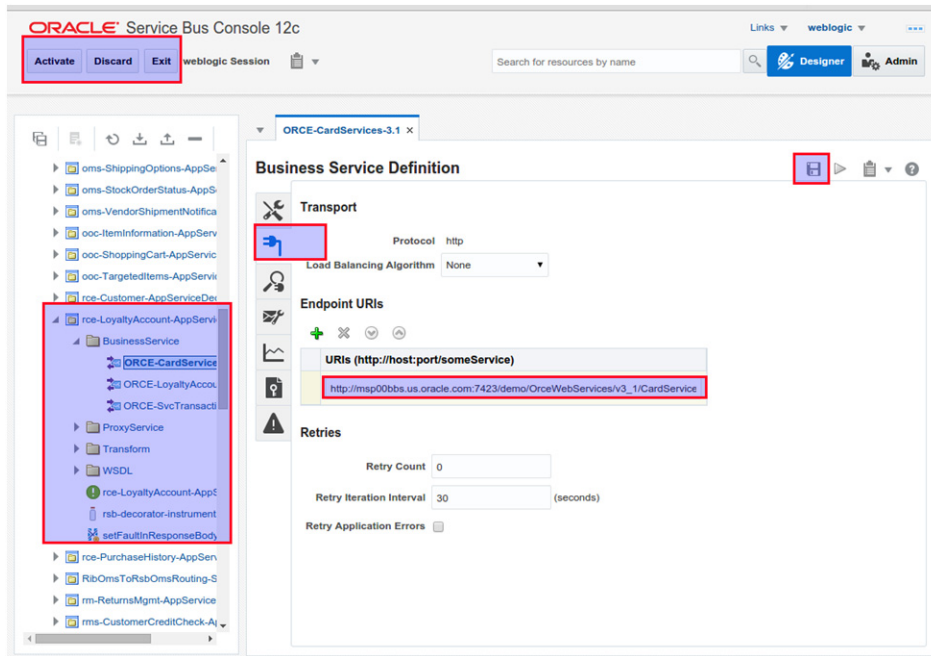 ORACLE Service Bus Console 12c
Links weblogic
Activate Discard Exit weblogic Session Search for resources by name Designer Admin
ORCE-CardServices-3.1 ×
Business Service Definition
oms-ShippingOptions-AppSe
oms-StockOrderStatus-AppS
oms-VendorShipmentNotifica
ooc-ItemInformation-AppServ
ooc-ShoppingCart-AppServic
ooc-TargetedItems-AppServic
rce-Customer-AppServiceDec
rce-LoyaltyAccount-AppServi
BusinessService
ORCE-CardService
ORCE-LoyaltyAccou
ORCE-SvcTransacti
ProxyService
Transform
WSDL
rce-LoyaltyAccount-AppS
rsb-decorator-instrument
setFaultInResponseBody
rce-PurchaseHistory-AppServ
RibOmsToRsbOmsRouting-S
rm-ReturnsMgmt-AppService
rms-CustomerCreditCheck-A
Transport
Protocol http
Load Balancing Algorithm None
Endpoint URIs
URIs (http://host:port/someService)
http://msp00bbs.us.oracle.com:7423/demo/OrceWebServices/v3_1/CardService
Retries
Retry Count 0
Retry Iteration Interval 30 (seconds)
Retry Application Errors